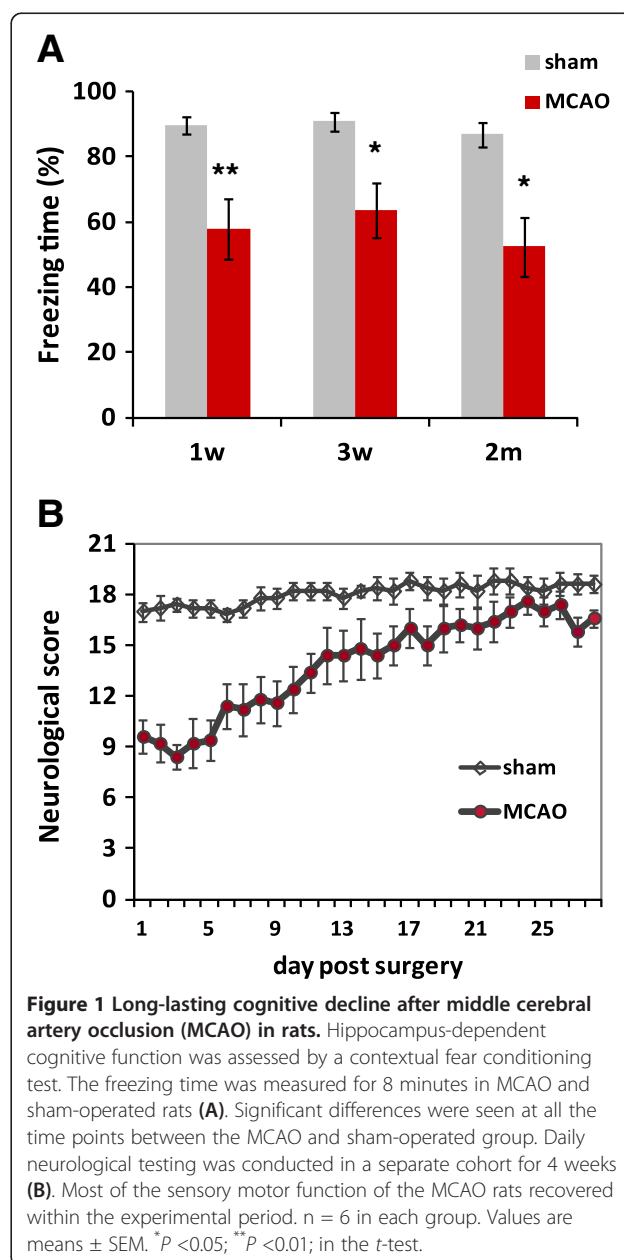 A
sham
MCAO
100
80
60
40
20
0
Freezing time (%)
**
*
*
1w
3w
2m
B
21
18
15
12
9
6
3
0
Neurological score
sham
MCAO
1
5
9
13
17
21
25
day post surgery
Figure 1 Long-lasting cognitive decline after middle cerebral
artery occlusion (MCAO) in rats. Hippocampus-dependent
cognitive function was assessed by a contextual fear conditioning
test. The freezing time was measured for 8 minutes in MCAO and
sham-operated rats (A). Significant differences were seen at all the
time points between the MCAO and sham-operated group. Daily
neurological testing was conducted in a separate cohort for 4 weeks
(B). Most of the sensory motor function of the MCAO rats recovered
within the experimental period. n = 6 in each group. Values are
means ± SEM. *P <0.05; **P <0.01; in the t-test.